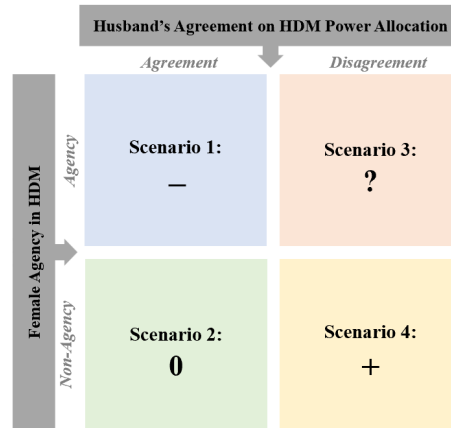 Husband's Agreement on HDM Power Allocation
Agreement
Disagreement
Female Agency in HDM
Agency
Non-Agency
Scenario 1:
–
Scenario 3:
?
Scenario 2:
0
Scenario 4:
+